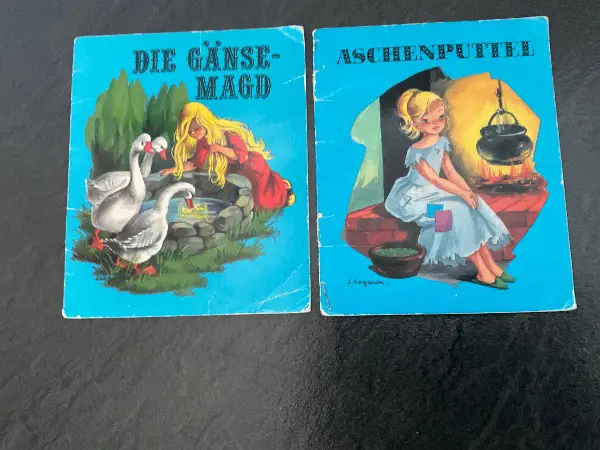 DIE GÄNSE-
MAGD
ASCHENPUTTEL